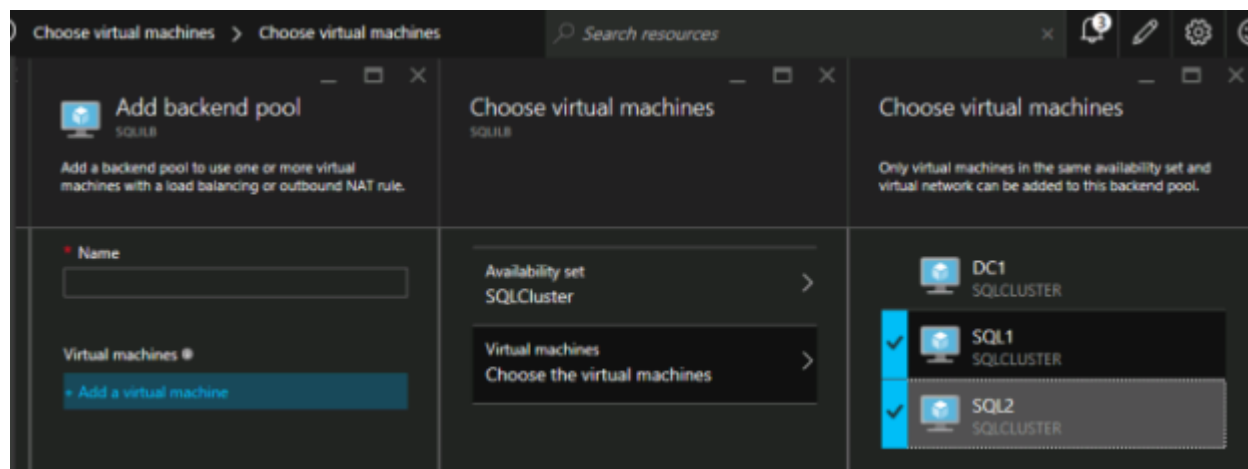 Choose virtual machines > Choose virtual machines
Search resources
3
Add backend pool
SQLILB
Add a backend pool to use one or more virtual
machines with a load balancing or outbound NAT rule.
* Name
Virtual machines
+ Add a virtual machine
Choose virtual machines
SQLILB
Availability set
SQLCluster
Virtual machines
Choose the virtual machines
Choose virtual machines
Only virtual machines in the same availability set and
virtual network can be added to this backend pool.
DC1
SQLCLUSTER
SQL1
SQLCLUSTER
SQL2
SQLCLUSTER